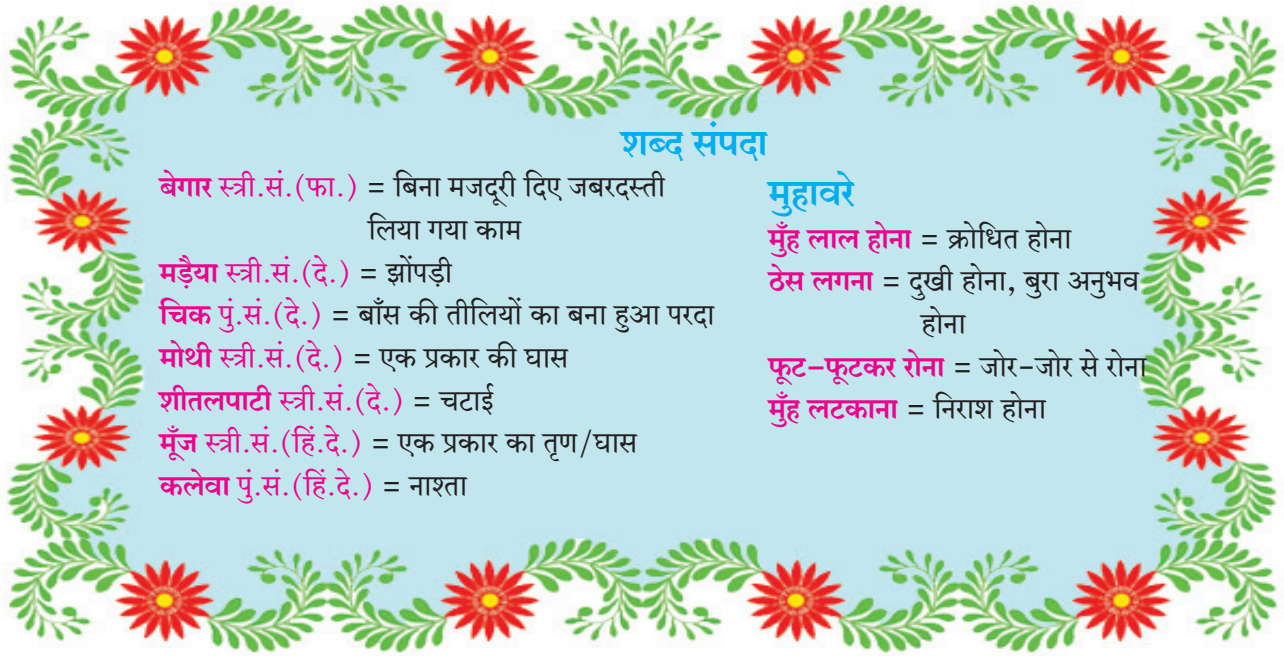 शब्द संपदा
बेगार स्त्री.सं.(फा.) = बिना मजदूरी दिए जबरदस्ती
लिया गया काम
मड़ैया स्त्री.सं.(दे.) = झोंपड़ी
चिक पुं.सं.(दे.) = बाँस की तीलियों का बना हुआ परदा
मोथी स्त्री.सं.(दे.) = एक प्रकार की घास
शीतलपाटी स्त्री.सं.(दे.) = चटाई
मूँज स्त्री.सं.(हिं.दे.) = एक प्रकार का तृण/घास
कलेवा पुं.सं.(हिं.दे.) = नाश्ता
मुहावरे
मुँह लाल होना = क्रोधित होना
ठेस लगना = दुखी होना, बुरा अनुभव
होना
फूट-फूटकर रोना = जोर-जोर से रोना
मुँह लटकाना = निराश होना